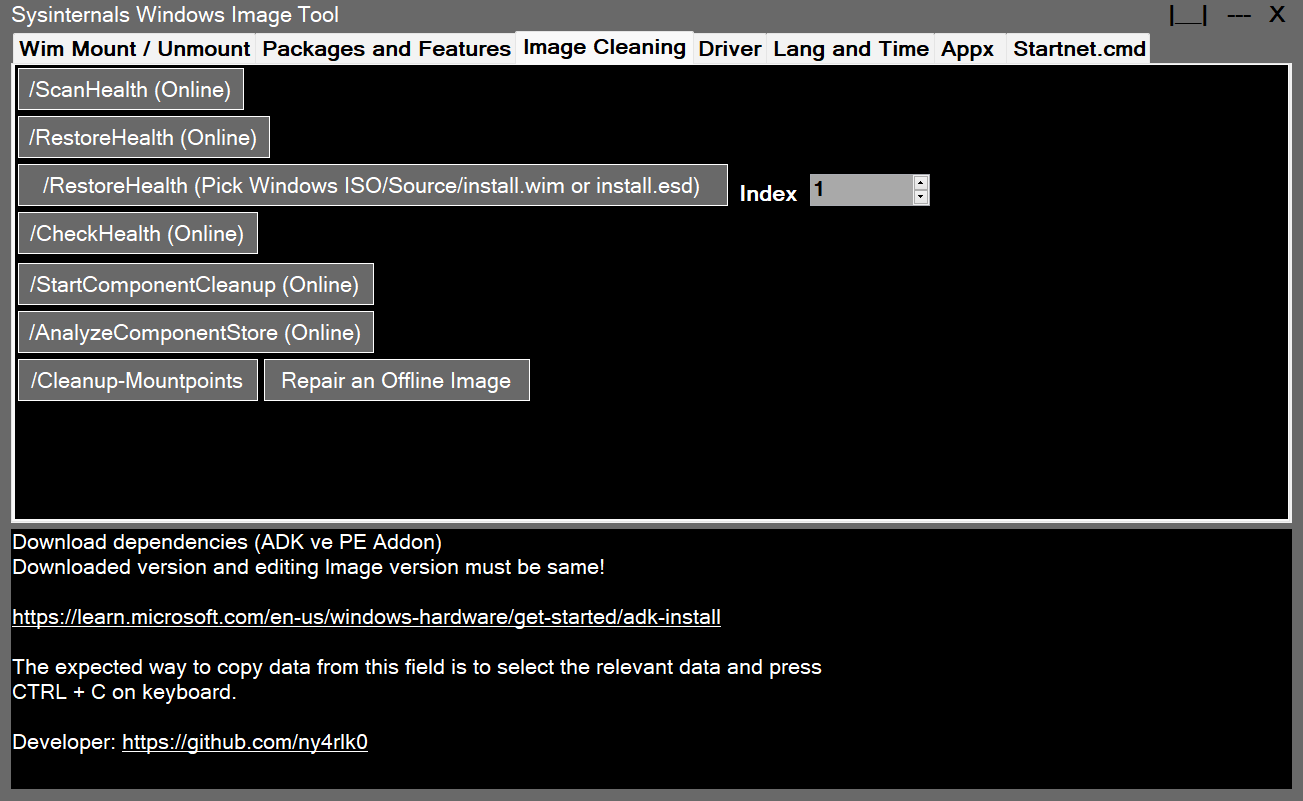 Sysinternals Windows Image Tool |__| --- X
Wim Mount / Unmount Packages and Features Image Cleaning Driver Lang and Time Appx Startnet.cmd
/ScanHealth (Online)
/RestoreHealth (Online)
/RestoreHealth (Pick Windows ISO/Source/install.wim or install.esd) Index 1
/CheckHealth (Online)
/StartComponentCleanup (Online)
/AnalyzeComponentStore (Online)
/Cleanup-Mountpoints Repair an Offline Image
Download dependencies (ADK ve PE Addon)
Downloaded version and editing Image version must be same!
https://learn.microsoft.com/en-us/windows-hardware/get-started/adk-install
The expected way to copy data from this field is to select the relevant data and press
CTRL + C on keyboard.
Developer: https://github.com/ny4rlk0